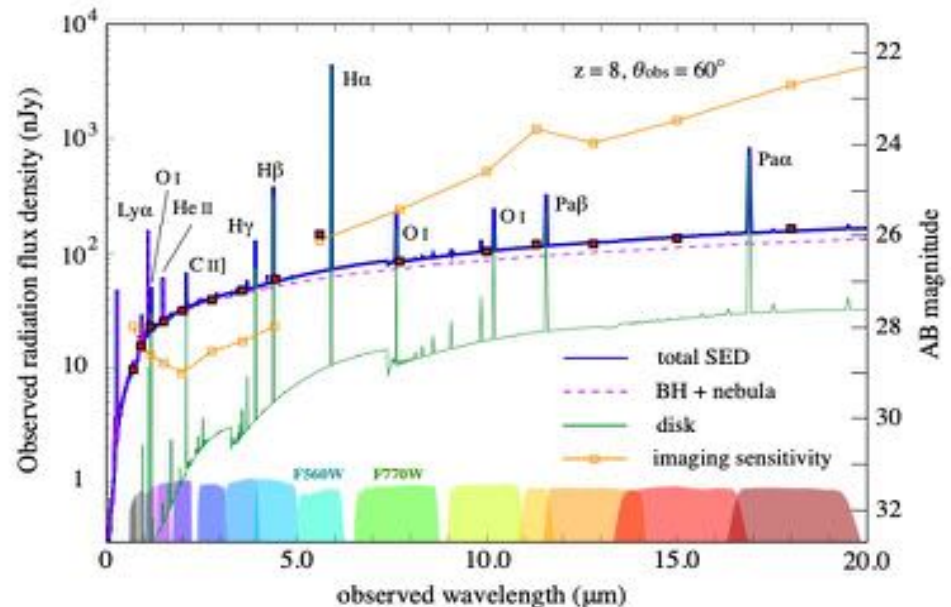 Observed radiation flux density (nJy)
10⁴
10³
10²
10
1
z = 8, θobs = 60°
Hα
Hβ
Hγ
O I
He II
Lyα
C II]
O I
O I
Paβ
Paα
total SED
BH + nebula
disk
imaging sensitivity
F560W
F770W
22
24
26
28
30
32
AB magnitude
0
5.0
10.0
15.0
20.0
observed wavelength (μm)